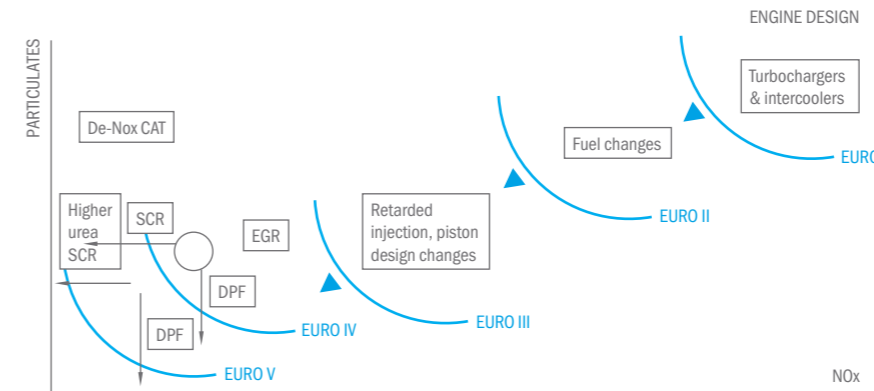 ENGINE DESIGN
PARTICULATES
Turbochargers
& intercoolers
De-Nox CAT
Fuel changes
EURO
Higher
urea
SCR
SCR
EGR
Retarded
injection, piston
design changes
EURO II
DPF
DPF
EURO IV
EURO III
EURO V
NOx